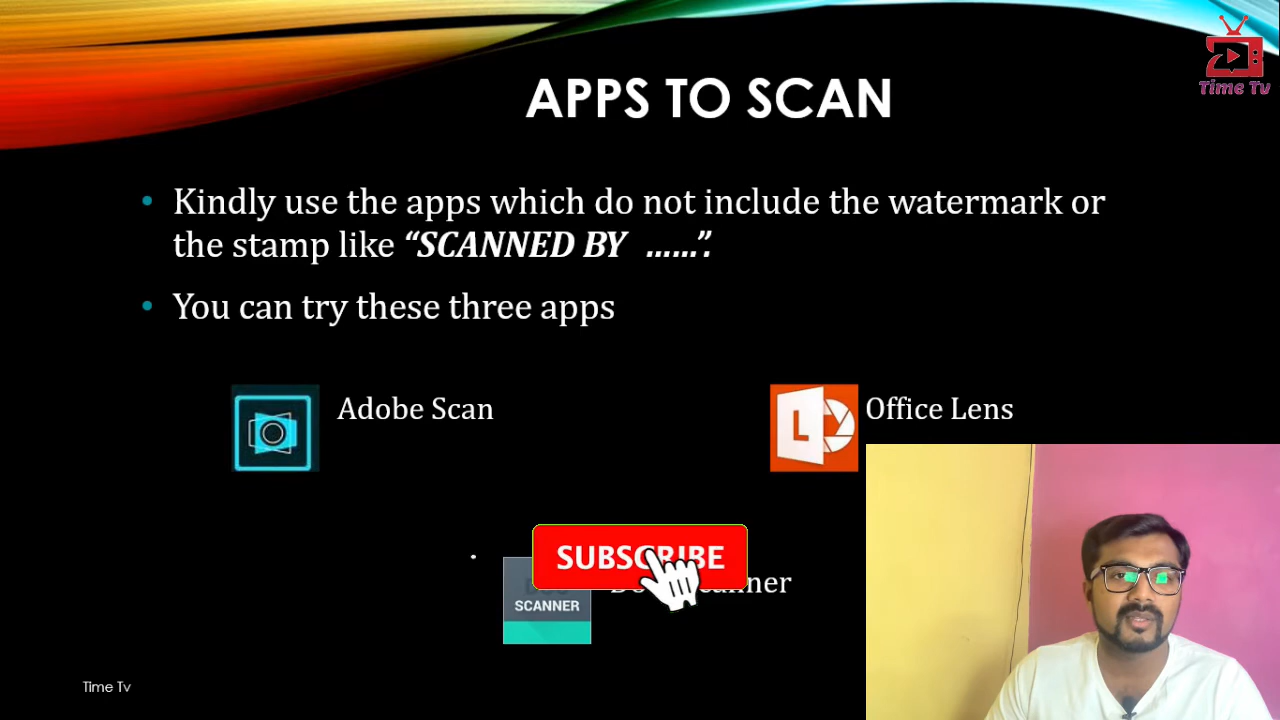 Time Tv
APPS TO SCAN
Kindly use the apps which do not include the watermark or
the stamp like “SCANNED BY ……”.
You can try these three apps
Adobe Scan
Office Lens
SUBSCRIBE
SCANNER
Time Tv